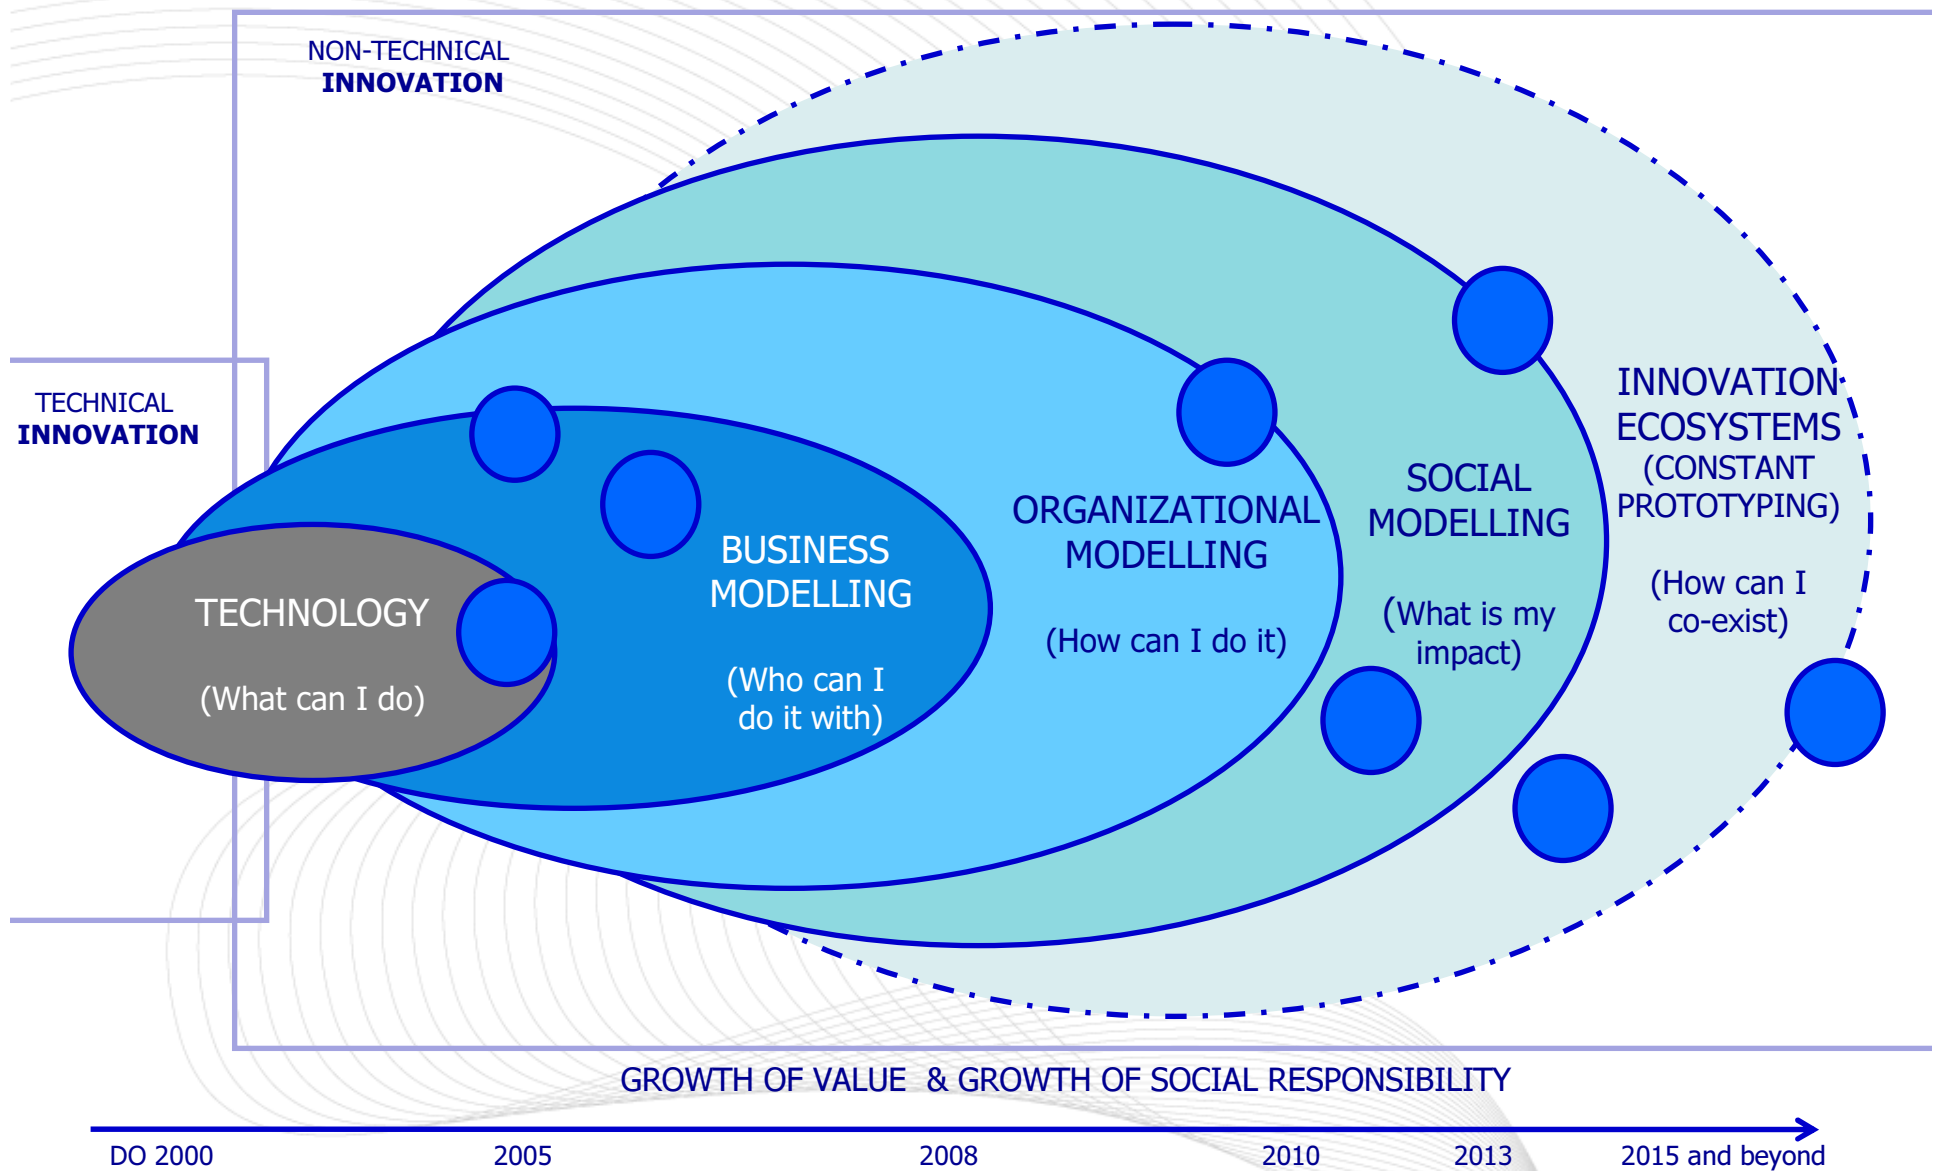 NON-TECHNICAL
INNOVATION
TECHNICAL
INNOVATION
TECHNOLOGY
(What can I do)
BUSINESS
MODELLING
(Who can I
do it with)
ORGANIZATIONAL
MODELLING
(How can I do it)
SOCIAL
MODELLING
(What is my
impact)
INNOVATION
ECOSYSTEMS
(CONSTANT
PROTOTYPING)
(How can I
co-exist)
GROWTH OF VALUE & GROWTH OF SOCIAL RESPONSIBILITY
DO 2000
2005
2008
2010
2013
2015 and beyond